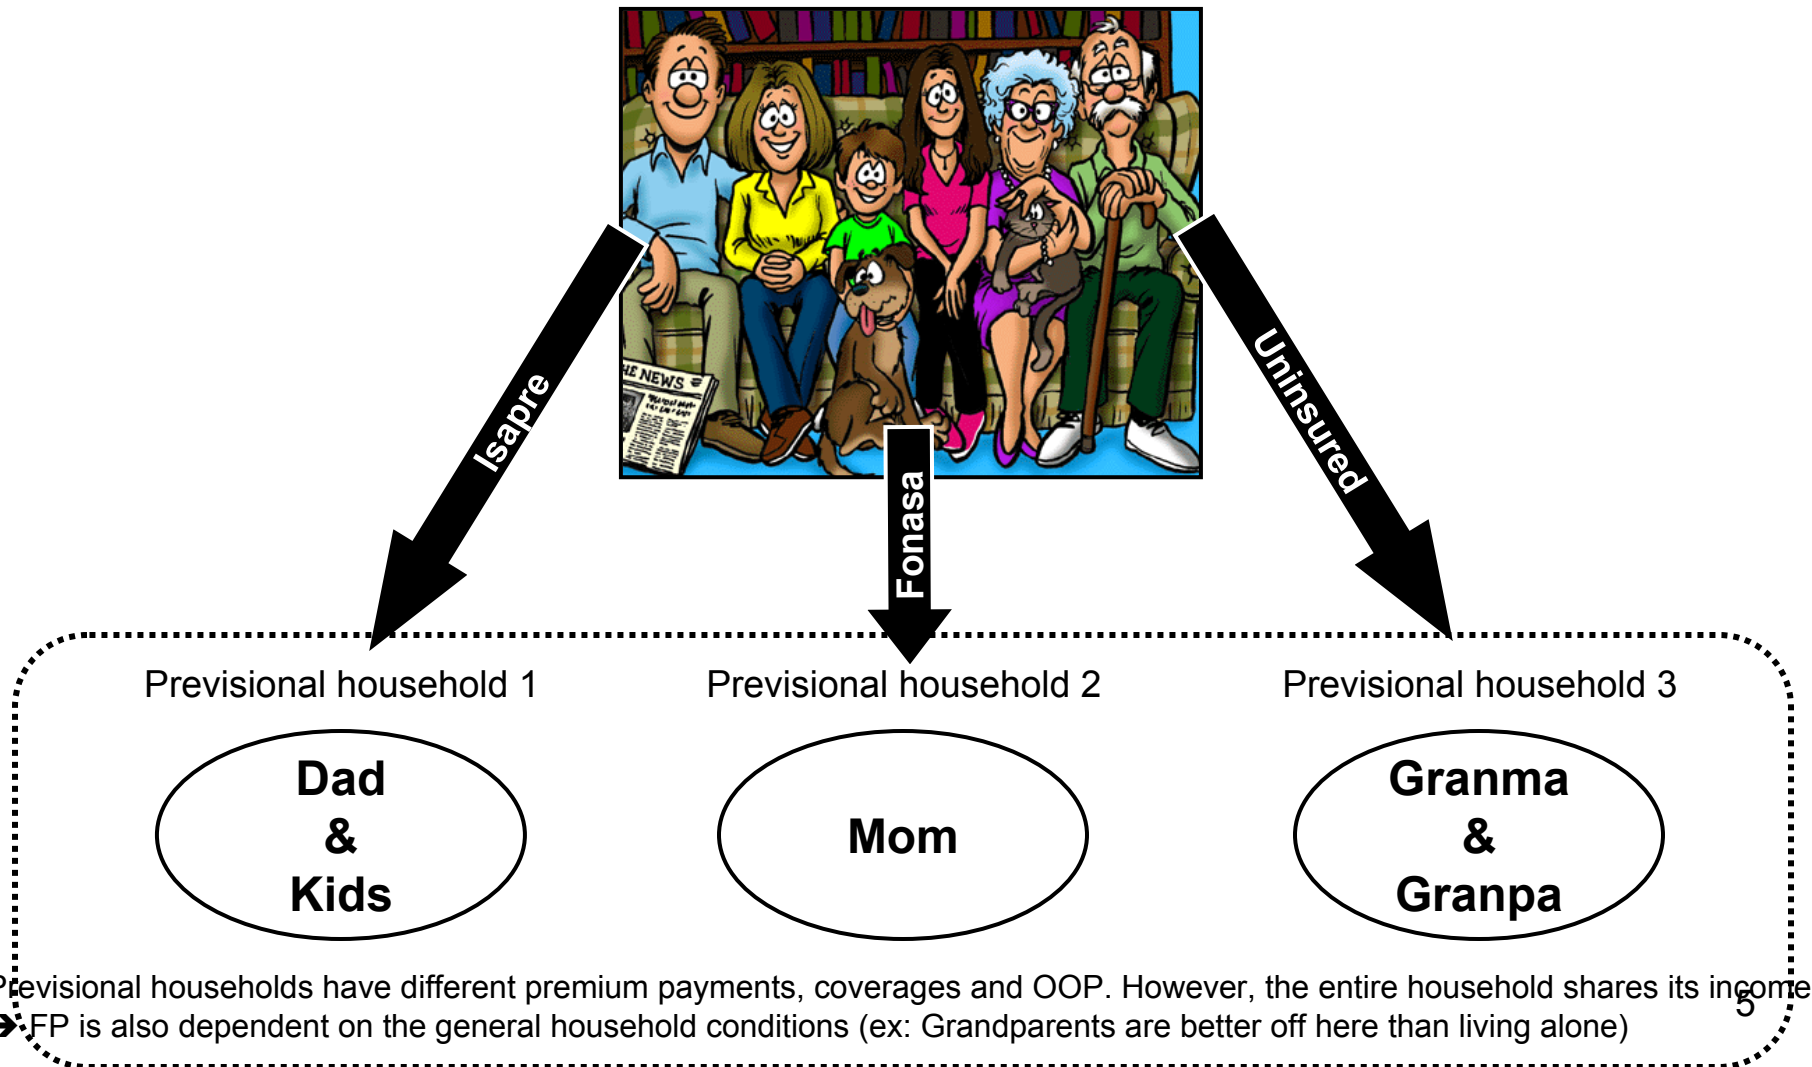 HE NEWS
Isapre
Fonasa
Uninsured
Previsional household 1
Previsional household 2
Previsional household 3
Dad
&
Kids
Mom
Granma
&
Granpa
Previsional households have different premium payments, coverages and OOP. However, the entire household shares its income
➔ FP is also dependent on the general household conditions (ex: Grandparents are better off here than living alone)
5